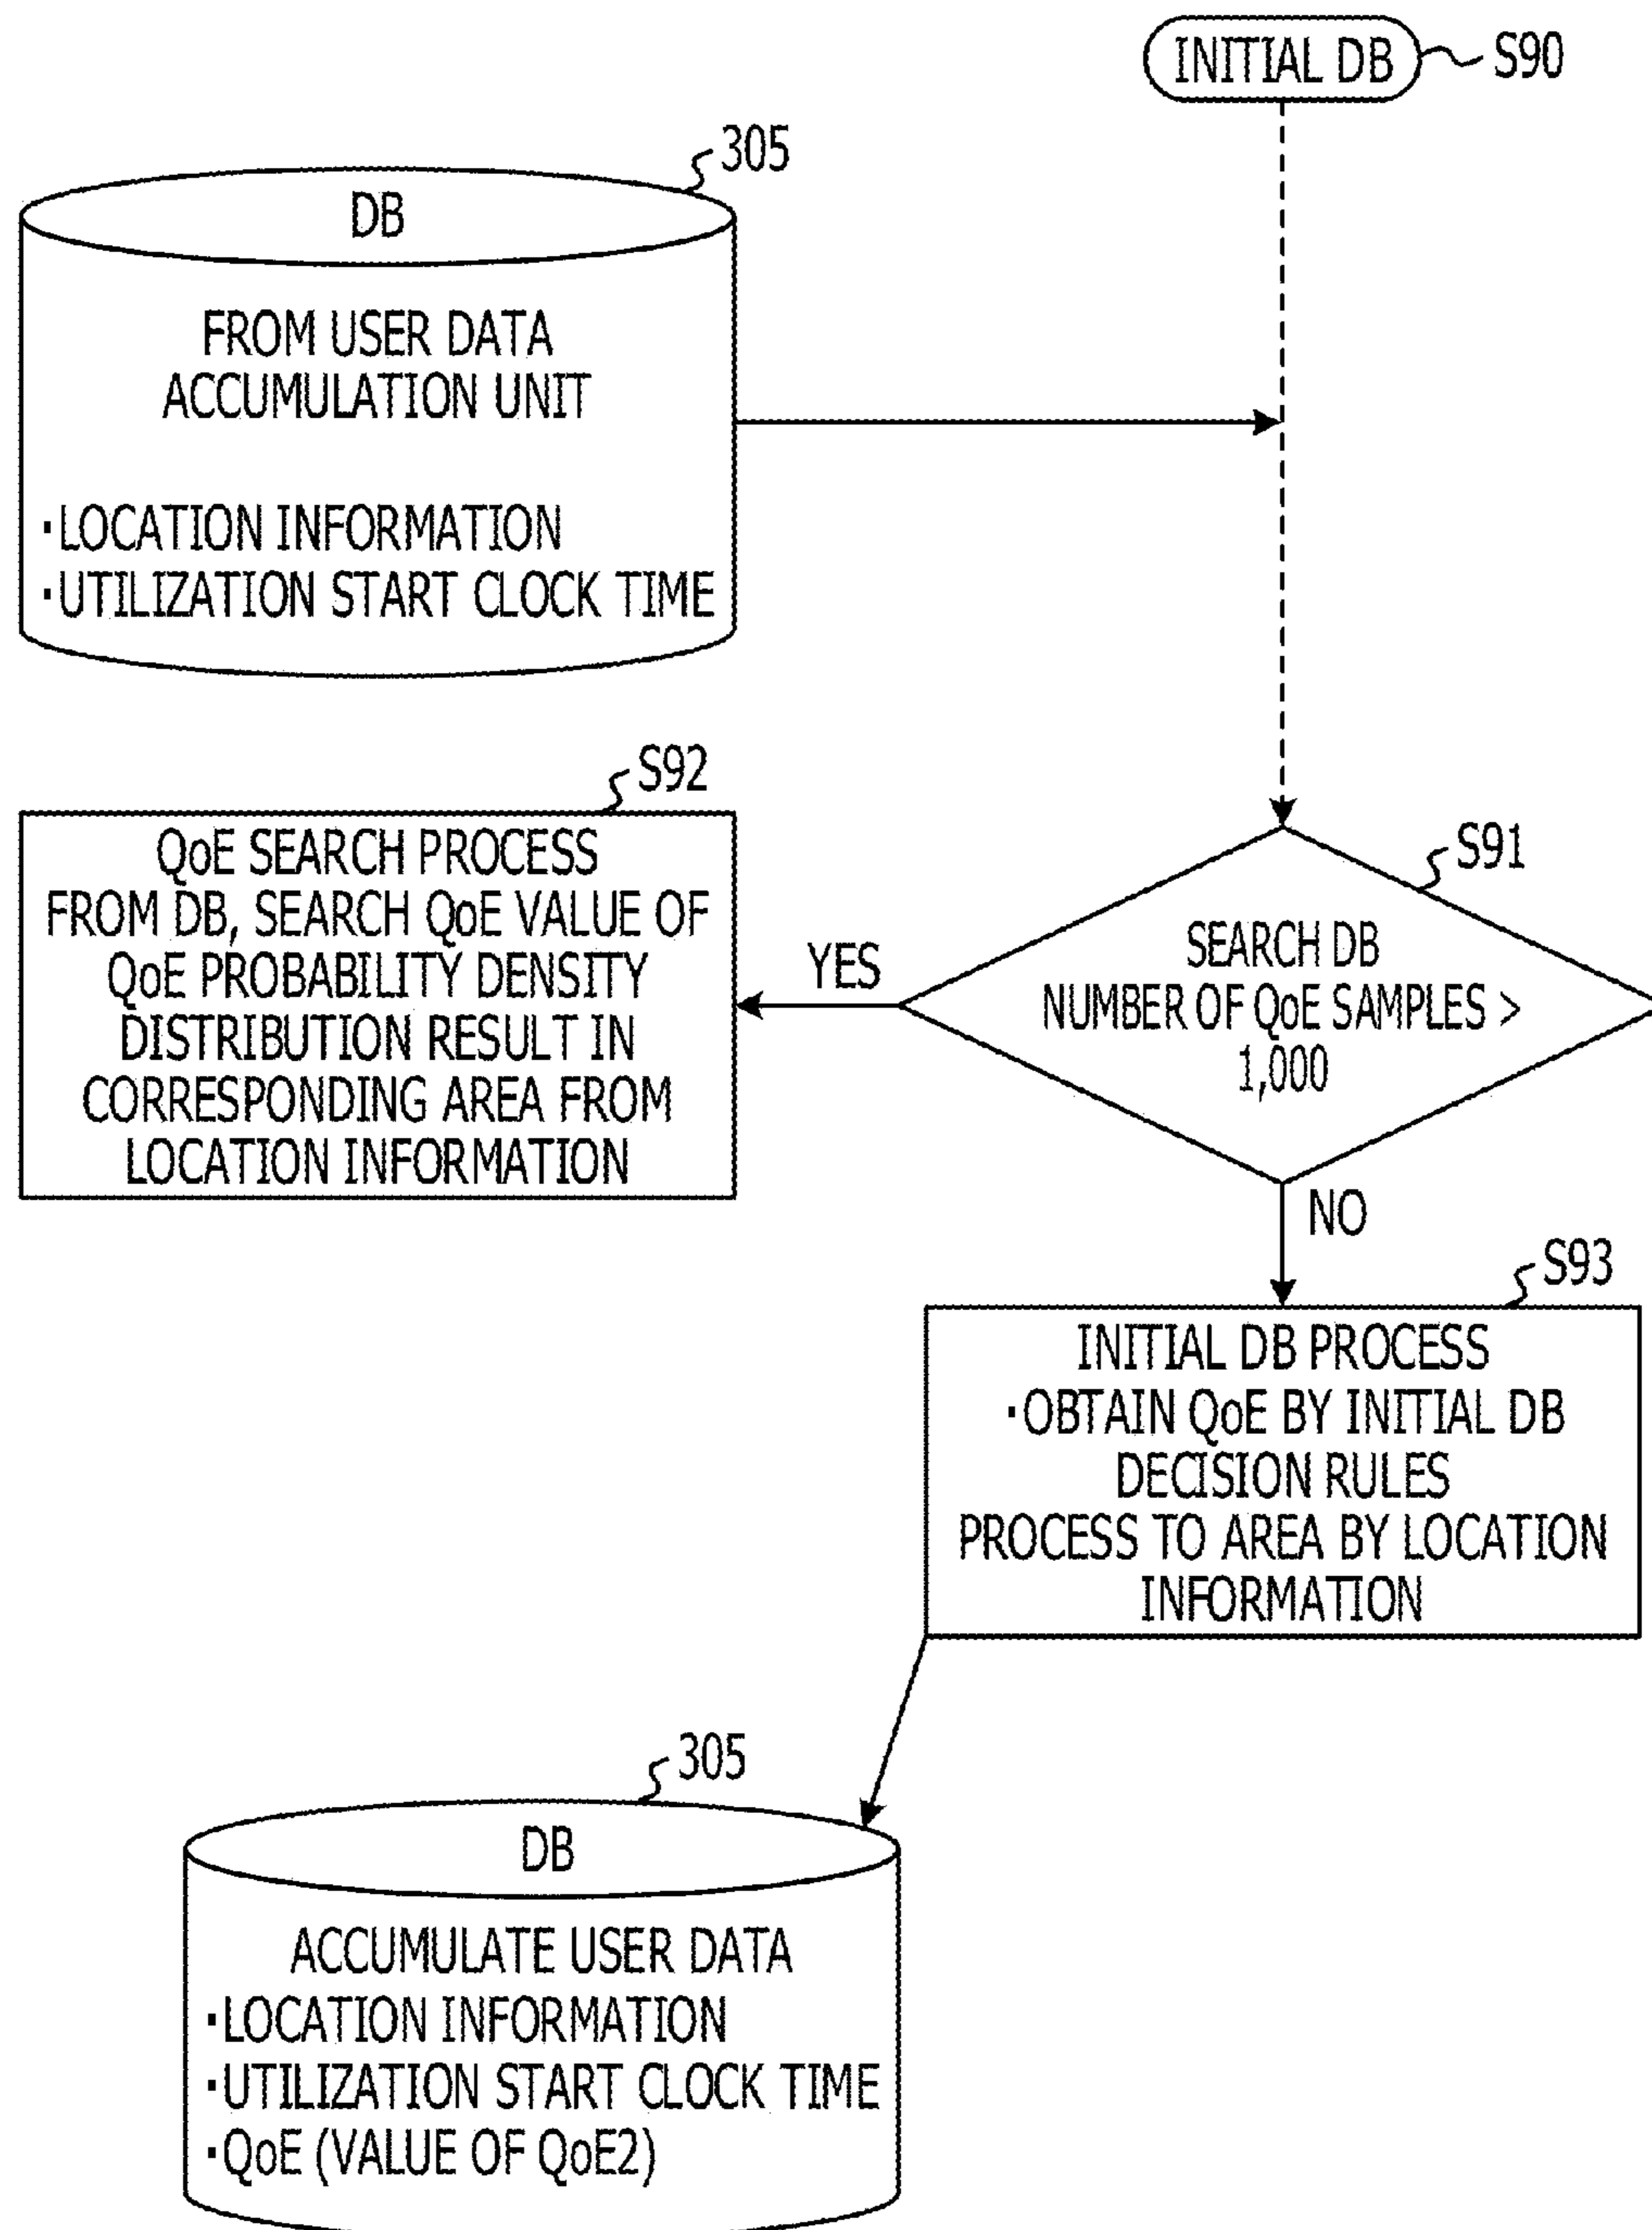 INITIAL DB
S90
305
DB
FROM USER DATA
ACCUMULATION UNIT
·LOCATION INFORMATION
·UTILIZATION START CLOCK TIME
S92
QoE SEARCH PROCESS
FROM DB, SEARCH QoE VALUE OF
QoE PROBABILITY DENSITY
DISTRIBUTION RESULT IN
CORRESPONDING AREA FROM
LOCATION INFORMATION
YES
S91
SEARCH DB
NUMBER OF QoE SAMPLES >
1,000
NO
S93
INITIAL DB PROCESS
·OBTAIN QoE BY INITIAL DB
DECISION RULES
PROCESS TO AREA BY LOCATION
INFORMATION
305
DB
ACCUMULATE USER DATA
·LOCATION INFORMATION
·UTILIZATION START CLOCK TIME
·QoE (VALUE OF QoE2)